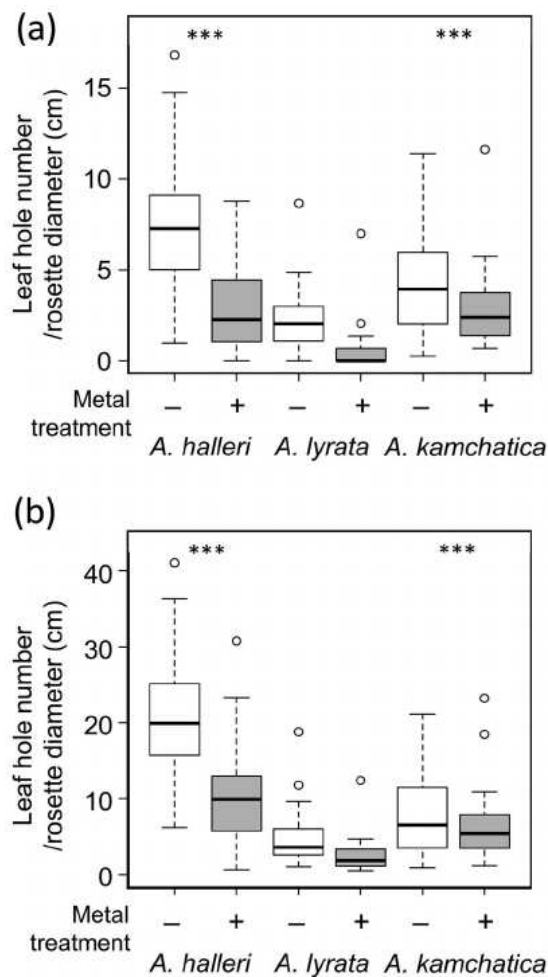 (a)
***
***
Leaf hole number
/rosette diameter (cm)
15
10
5
0
Metal
treatment
− + − + − +
A. halleri A. lyrata A. kamchatica
(b)
***
***
Leaf hole number
/rosette diameter (cm)
40
30
20
10
0
Metal
treatment
− + − + − +
A. halleri A. lyrata A. kamchatica